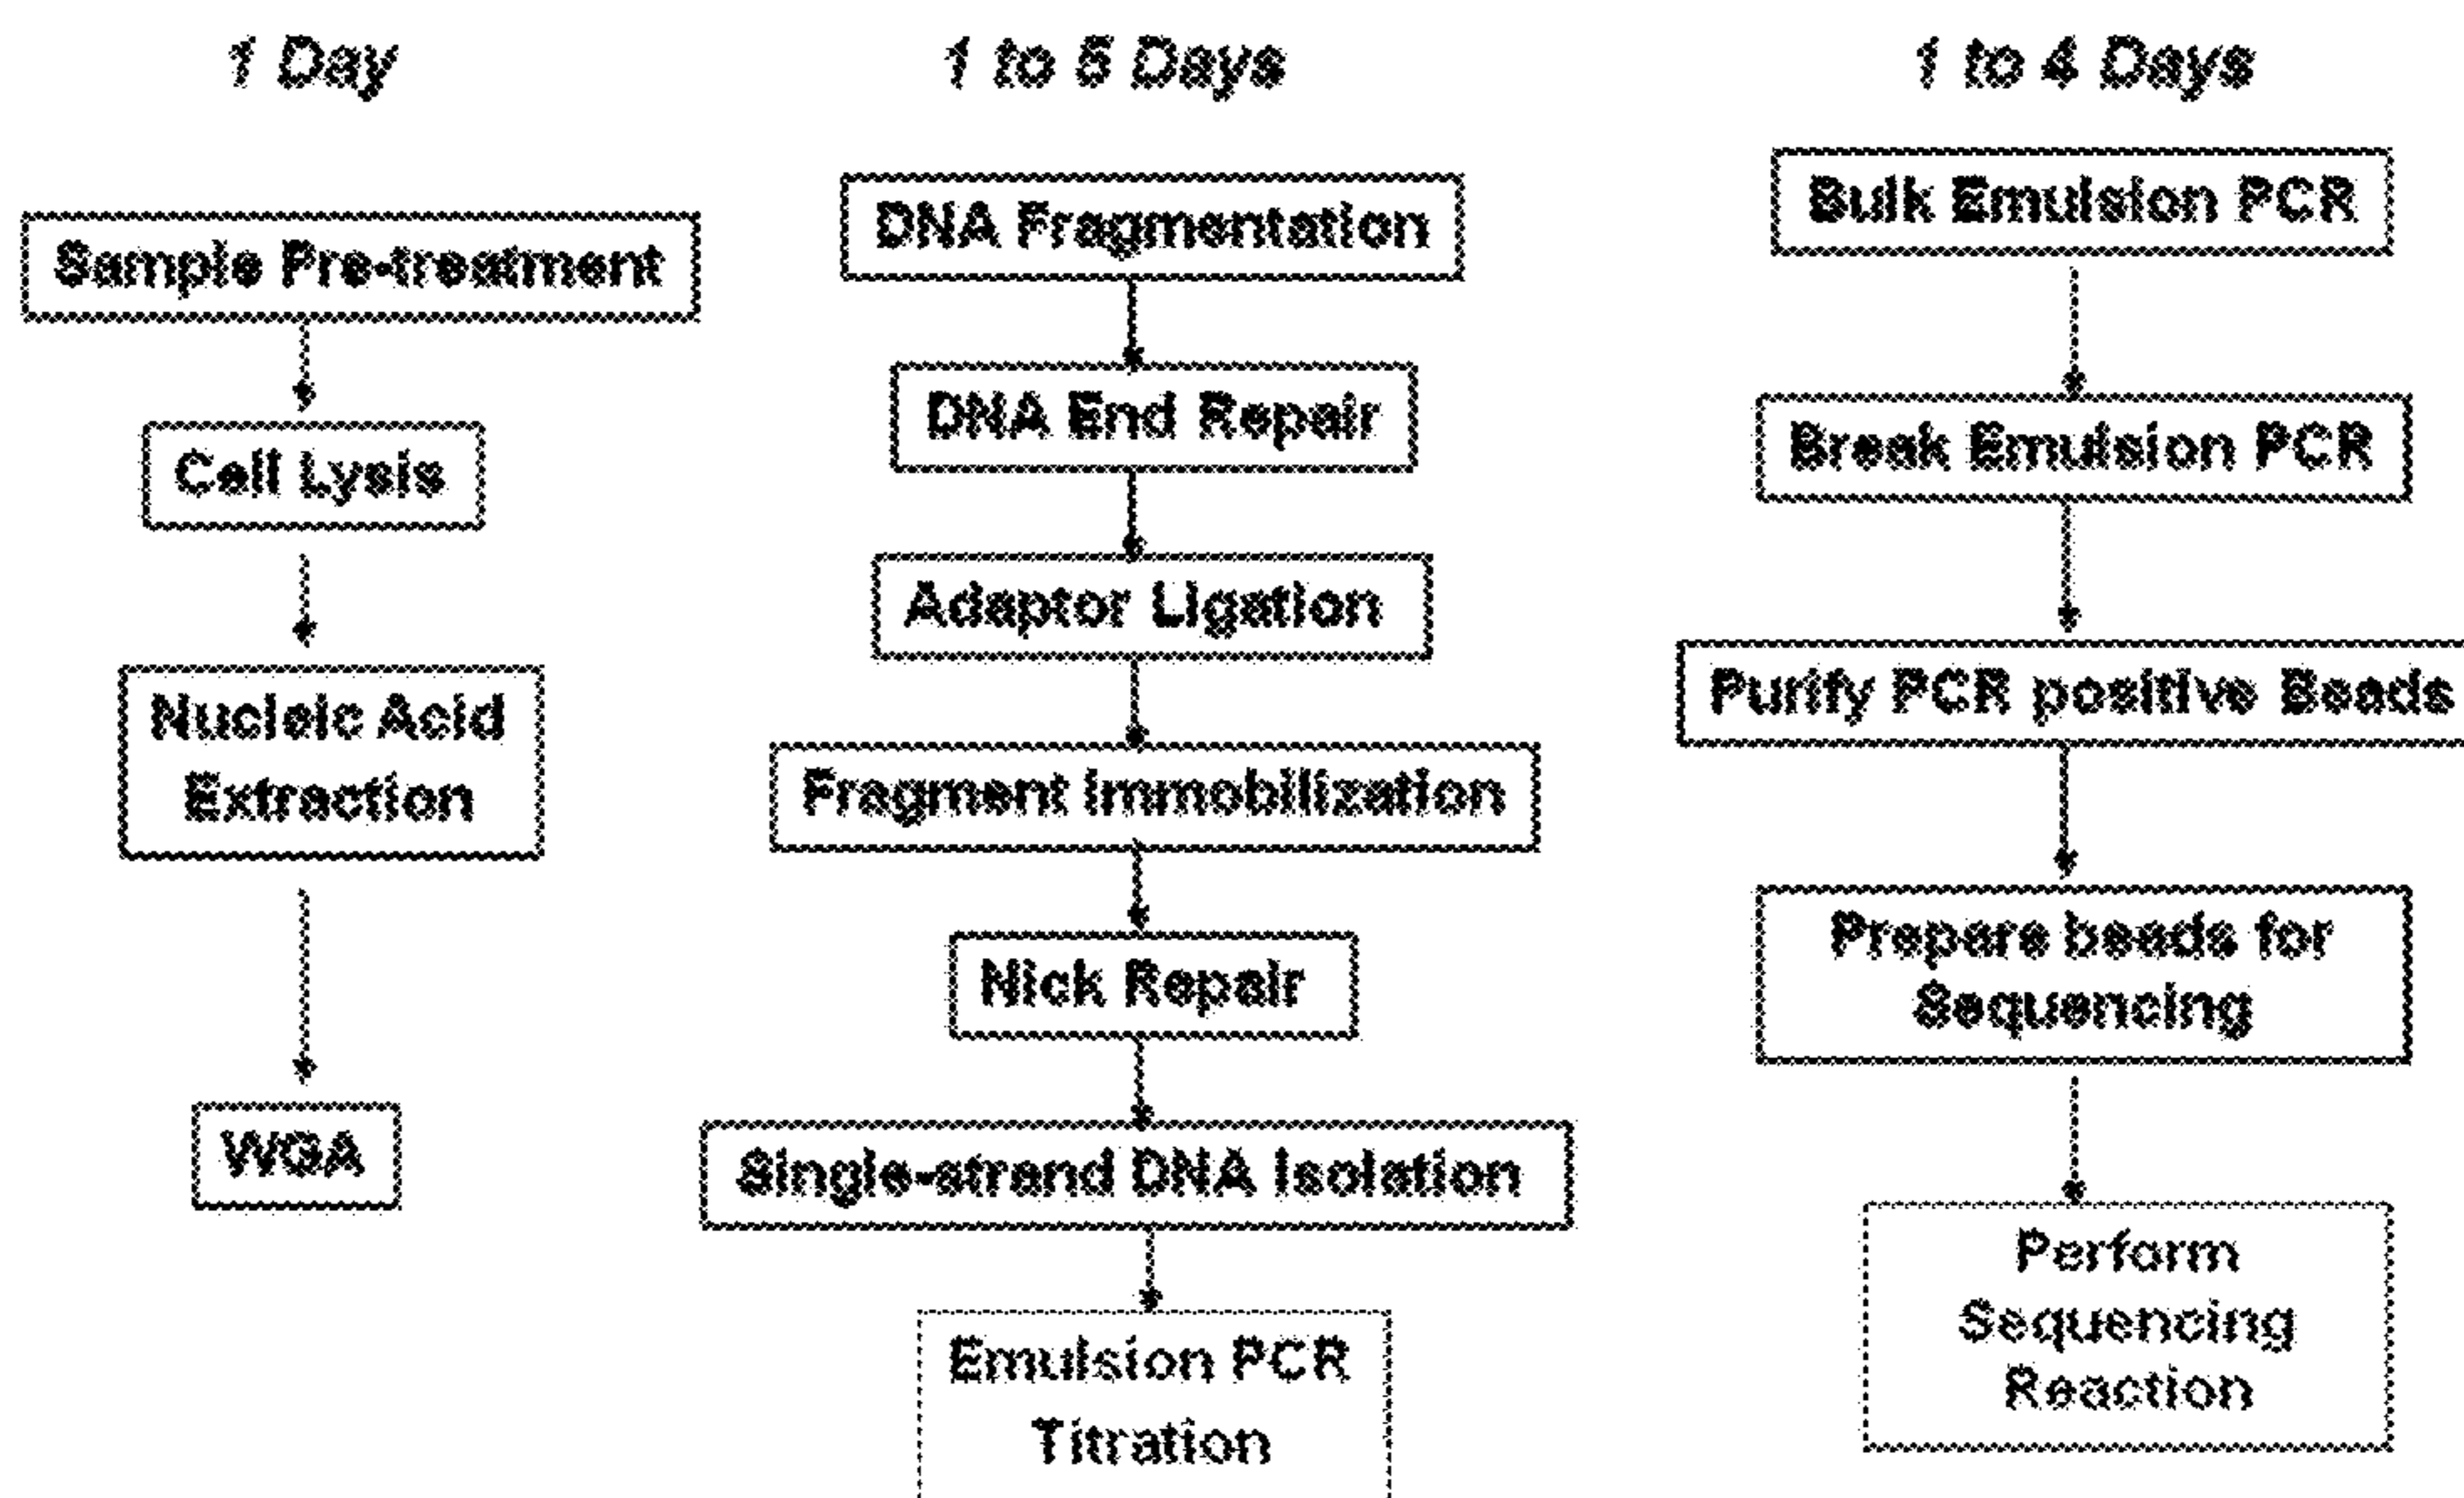 1 Day
Sample Pre-treatment
Cell Lysis
Nucleic Acid
Extraction
WGA
1 to 5 Days
DNA Fragmentation
DNA End Repair
Adaptor Ligation
Fragment Immobilization
Nick Repair
Single-strand DNA Isolation
Emulsion PCR
Titration
1 to 4 Days
Bulk Emulsion PCR
Break Emulsion PCR
Purify PCR positive Beads
Prepare beads for
Sequencing
Perform
Sequencing
Reaction